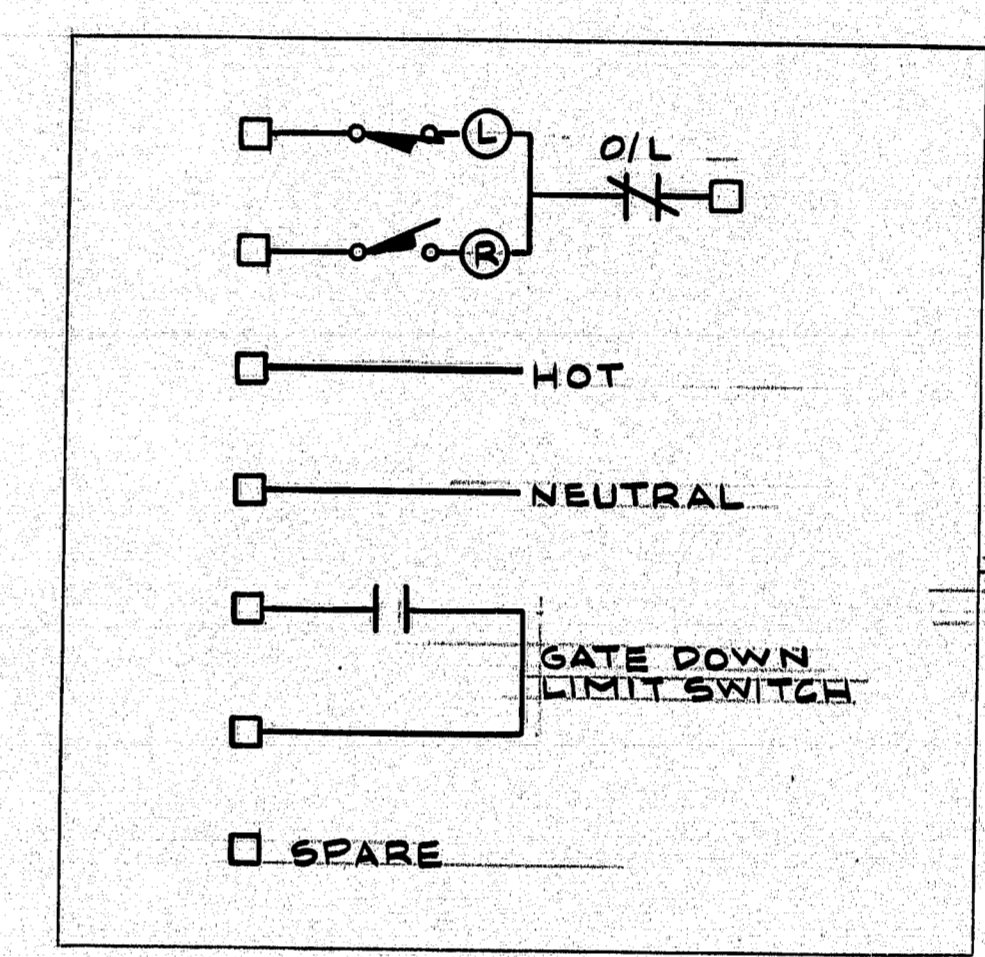 L
O/L
R
HOT
NEUTRAL
GATE DOWN
LIMIT SWITCH
SPARE